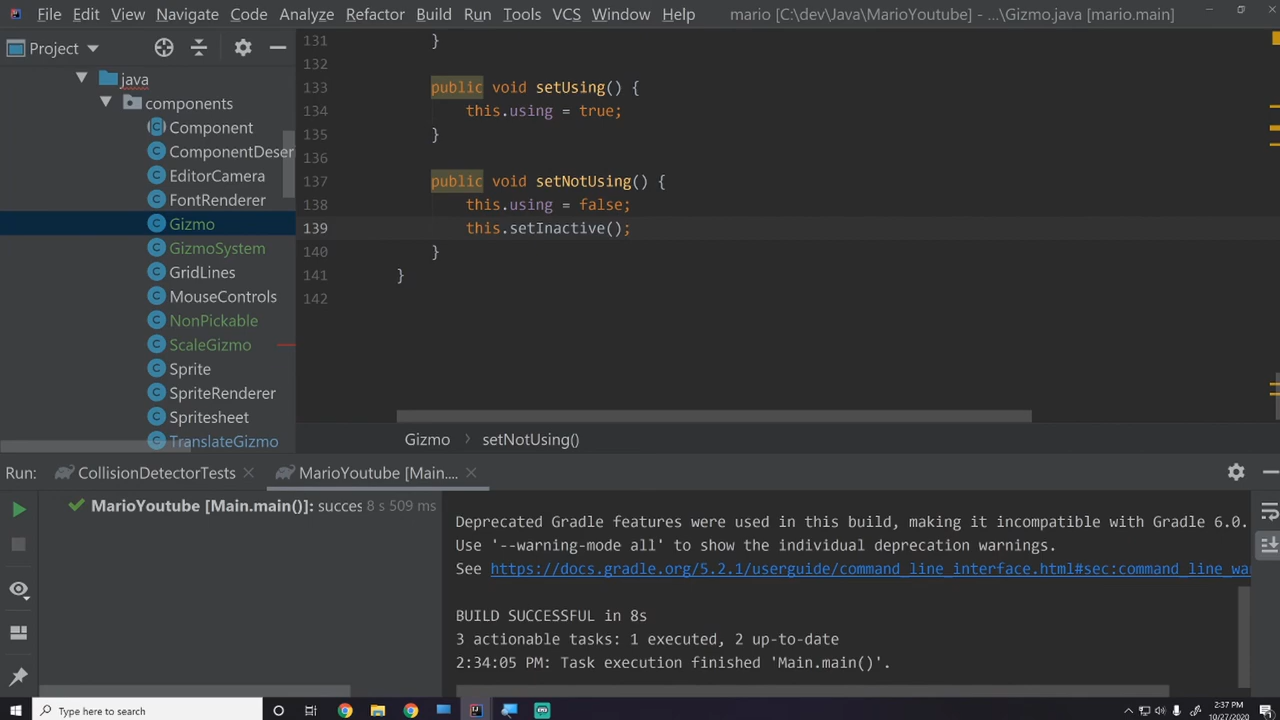 File Edit View Navigate Code Analyze Refactor Build Run Tools VCS Window Help mario [C:\dev\Java\MarioYoutube] - ...\Gizmo.java [mario.main]
Project
java
components
Component
ComponentDeseri
EditorCamera
FontRenderer
Gizmo
GizmoSystem
GridLines
MouseControls
NonPickable
ScaleGizmo
Sprite
SpriteRenderer
Spritesheet
TranslateGizmo
131 }
132
133 public void setUsing() {
134 this.using = true;
135 }
136
137 public void setNotUsing() {
138 this.using = false;
139 this.setInactive();
140 }
141 }
142
Gizmo › setNotUsing()
Run: CollisionDetectorTests MarioYoutube [Main....
MarioYoutube [Main.main()]: succes 8 s 509 ms
Deprecated Gradle features were used in this build, making it incompatible with Gradle 6.0.
Use '--warning-mode all' to show the individual deprecation warnings.
See https://docs.gradle.org/5.2.1/userguide/command_line_interface.html#sec:command_line_wa
BUILD SUCCESSFUL in 8s
3 actionable tasks: 1 executed, 2 up-to-date
2:34:05 PM: Task execution finished 'Main.main()'.
Type here to search
2:37 PM
10/27/2020